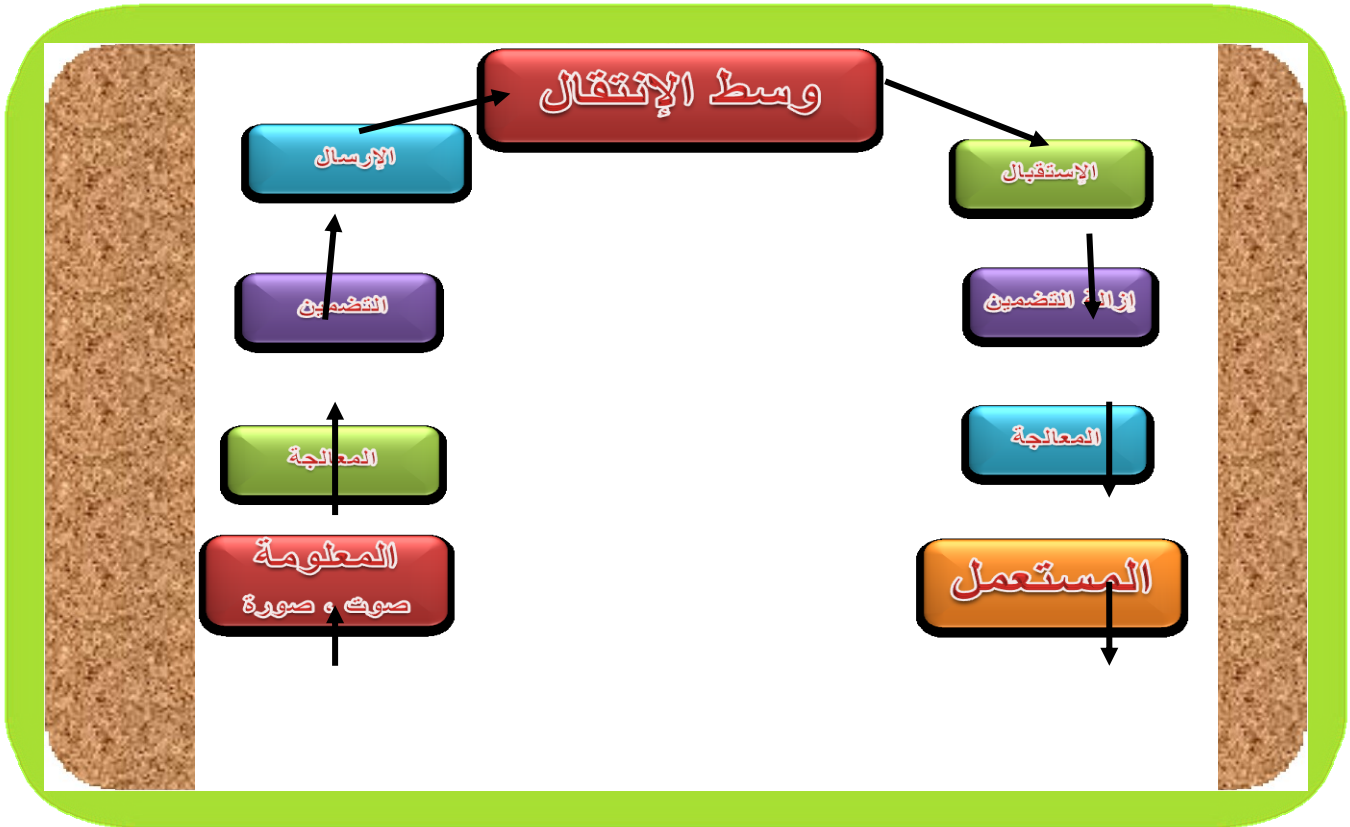 وسط الإنتقال
الإرسال
الإستقبال
التضمين
إزالة التضمين
المعالجة
المعالجة
المعلومة
صوت ، صورة
المستعمل